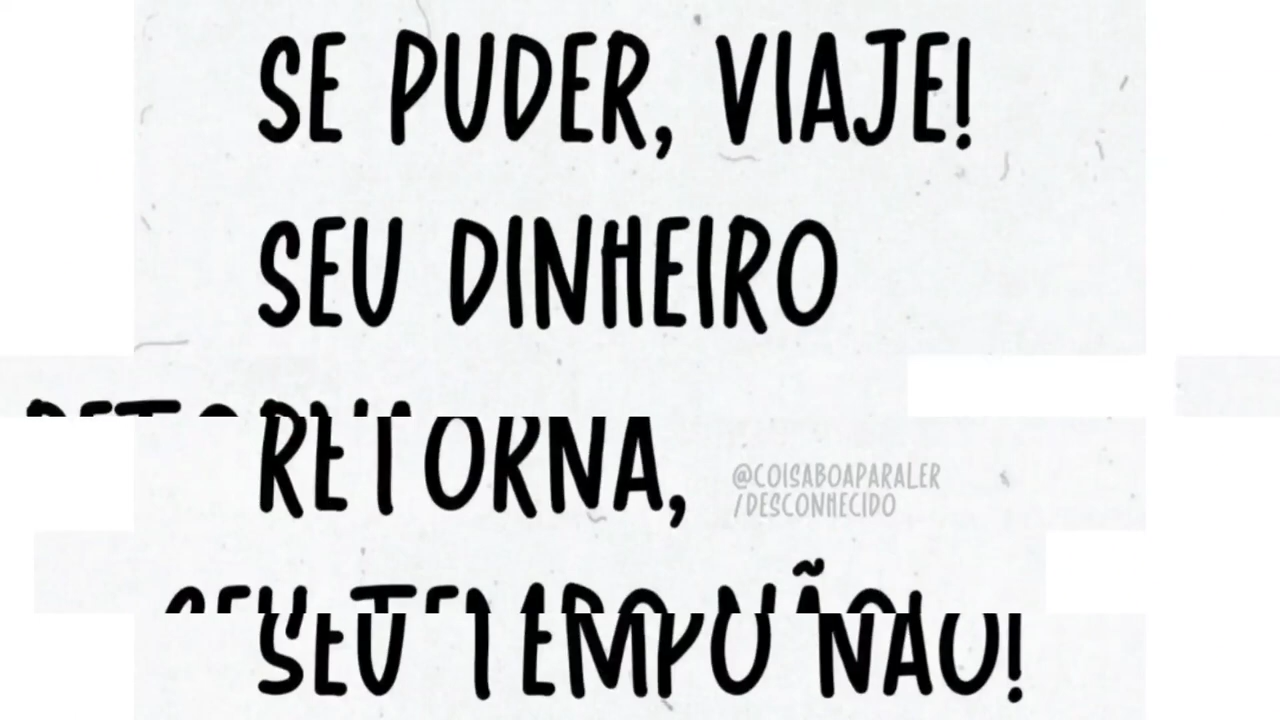 SE PUDER, VIAJE!
SEU DINHEIRO
RETORNA,
@COISABOAPARALER
/DESCONHECIDO
SEU TEMPO NÃO!